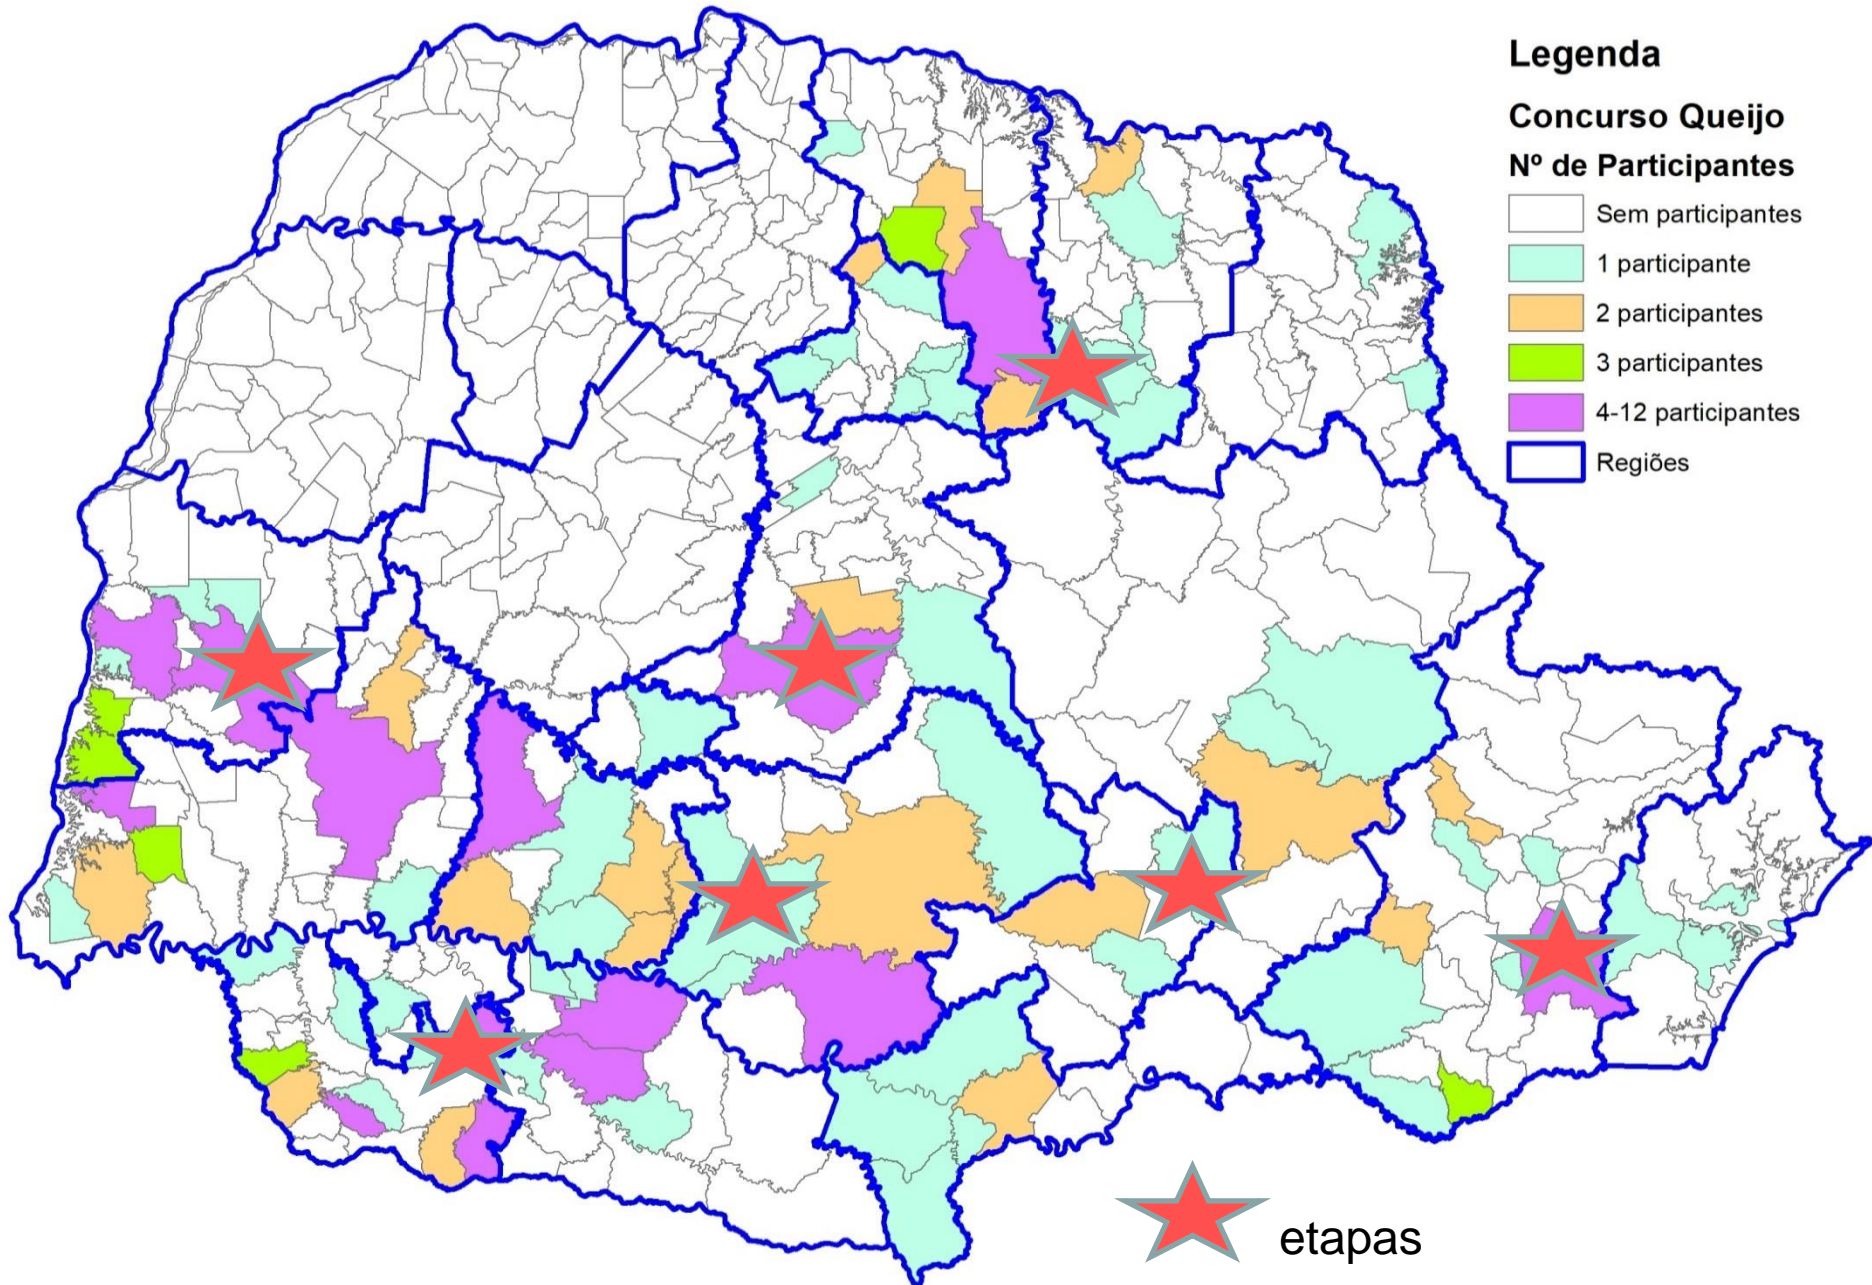 Legenda
Concurso Queijo
Nº de Participantes
Sem participantes
1 participante
2 participantes
3 participantes
4-12 participantes
Regiões
etapas